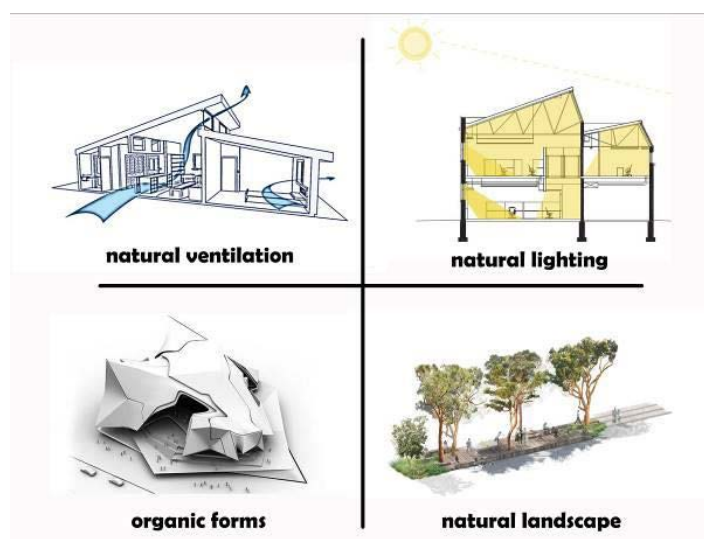 natural ventilation
natural lighting
organic forms
natural landscape